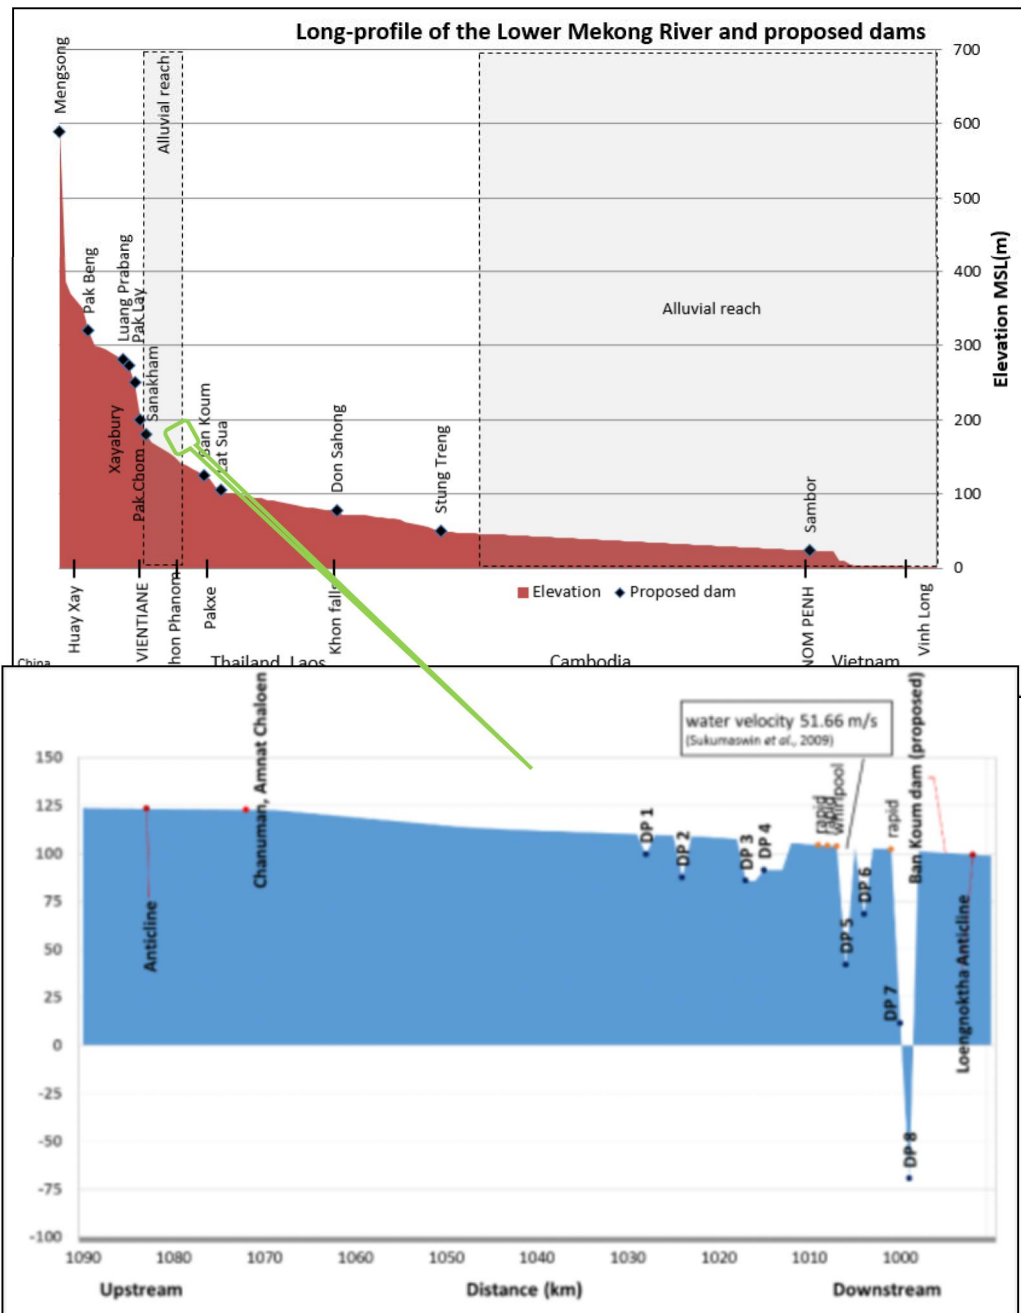 Long-profile of the Lower Mekong River and proposed dams
700
600
500
400
300
200
100
0
Elevation MSL(m)
Mengsong
Pak Beng
Luang Prabang
Pak Lay
Xayabury
Sanakham
Pak Chom
Alluvial reach
Lat Sua
Don Sahong
Stung Treng
Alluvial reach
Sambor
Elevation
Proposed dam
Huay Xay
VIENTIANE
hon Phanom
Pakxe
Khon falls
NOM PENH
Vinh Long
China
Thailand Laos
Cambodia
Vietnam
water velocity 51.66 m/s
(Sukumaswin et al., 2009)
150
125
100
75
50
25
0
-25
-50
-75
-100
Anticline
Chanuman, Amnat Chaloen
DP 1
DP 2
DP 3
DP 4
rapid
whirlpool
DP 5
DP 6
rapid
DP 7
DP 8
Ban Koum dam (proposed)
Loengnoktha Anticline
1090
1080
1070
1060
1050
1040
1030
1020
1010
1000
Upstream
Distance (km)
Downstream